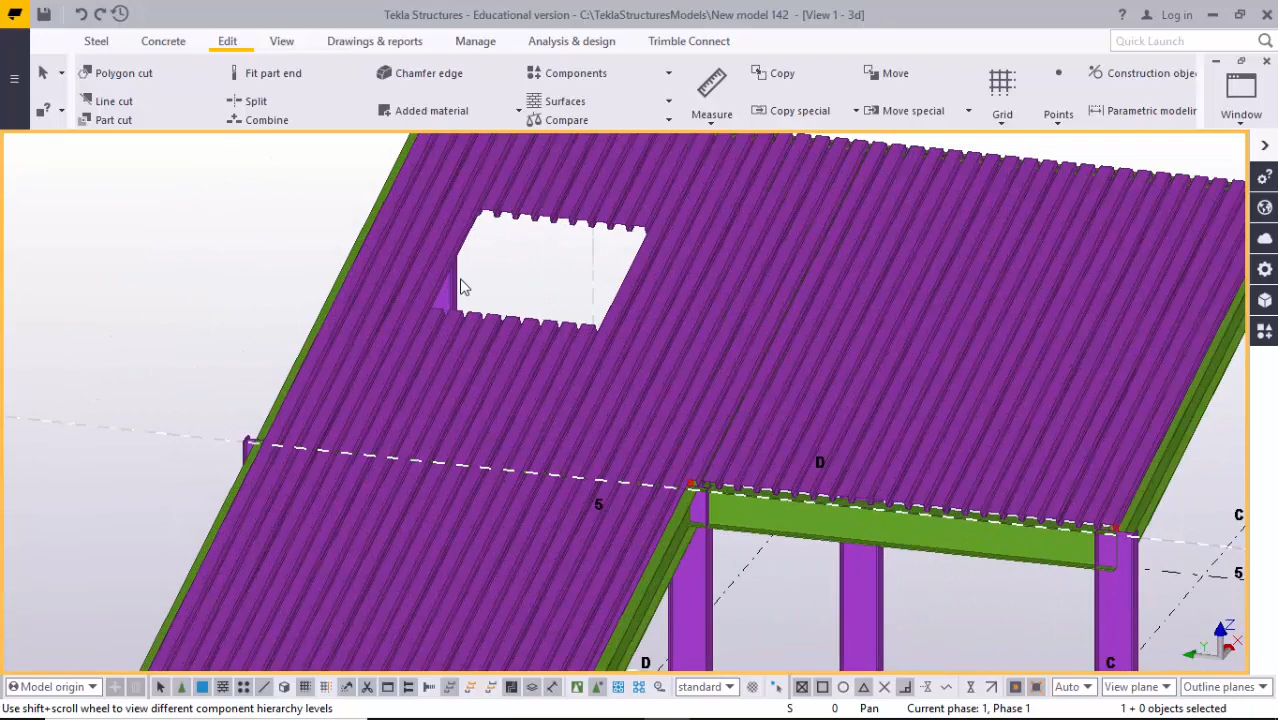 Tekla Structures - Educational version - C:\TeklaStructuresModels\New model 142 - [View 1 - 3d]
Log in
Steel Concrete Edit View Drawings & reports Manage Analysis & design Trimble Connect
Quick Launch
Polygon cut Fit part end Chamfer edge Components Copy Move Construction obje
Line cut Split Added material Surfaces Measure Copy special Move special Grid Points Parametric modelin Window
Part cut Combine Compare
D
5
C
5
D
C
Z
Y
X
Model origin standard Auto View plane Outline planes
Use shift+scroll wheel to view different component hierarchy levels S 0 Pan Current phase: 1, Phase 1 1 + 0 objects selected